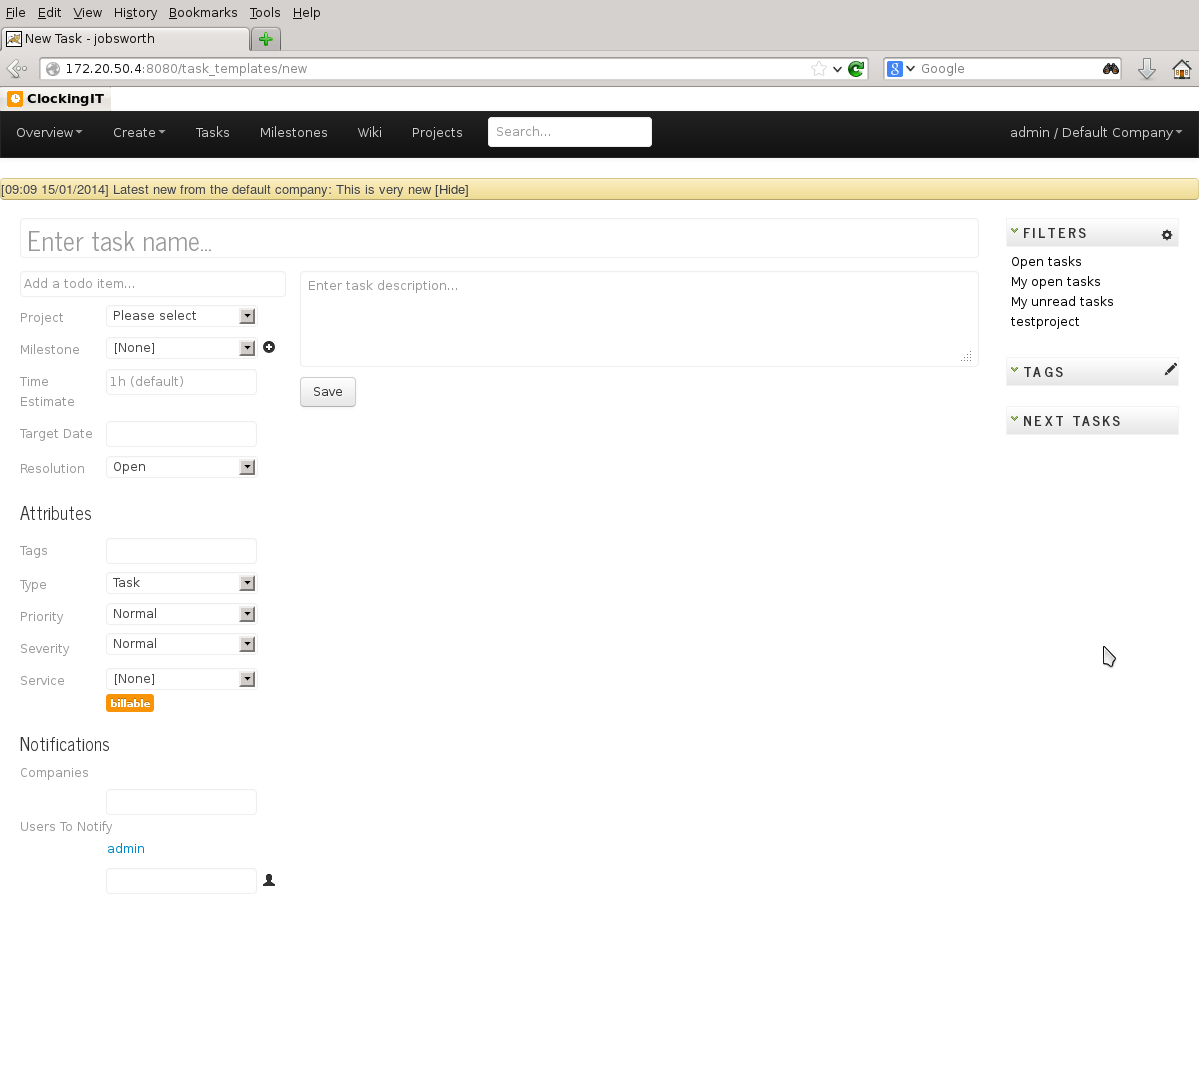 File Edit View History Bookmarks Tools Help
New Task - jobsworth
172.20.50.4:8080/task_templates/new
Google
ClockingIT
Overview Create Tasks Milestones Wiki Projects Search... admin / Default Company
[09:09 15/01/2014] Latest new from the default company: This is very new [Hide]
Enter task name...
Add a todo item...
Enter task description...
Project Please select
Milestone [None]
Time Estimate 1h (default)
Save
Target Date
Resolution Open
Attributes
Tags
Type Task
Priority Normal
Severity Normal
Service [None]
billable
Notifications
Companies
Users To Notify
admin
FILTERS
Open tasks
My open tasks
My unread tasks
testproject
TAGS
NEXT TASKS